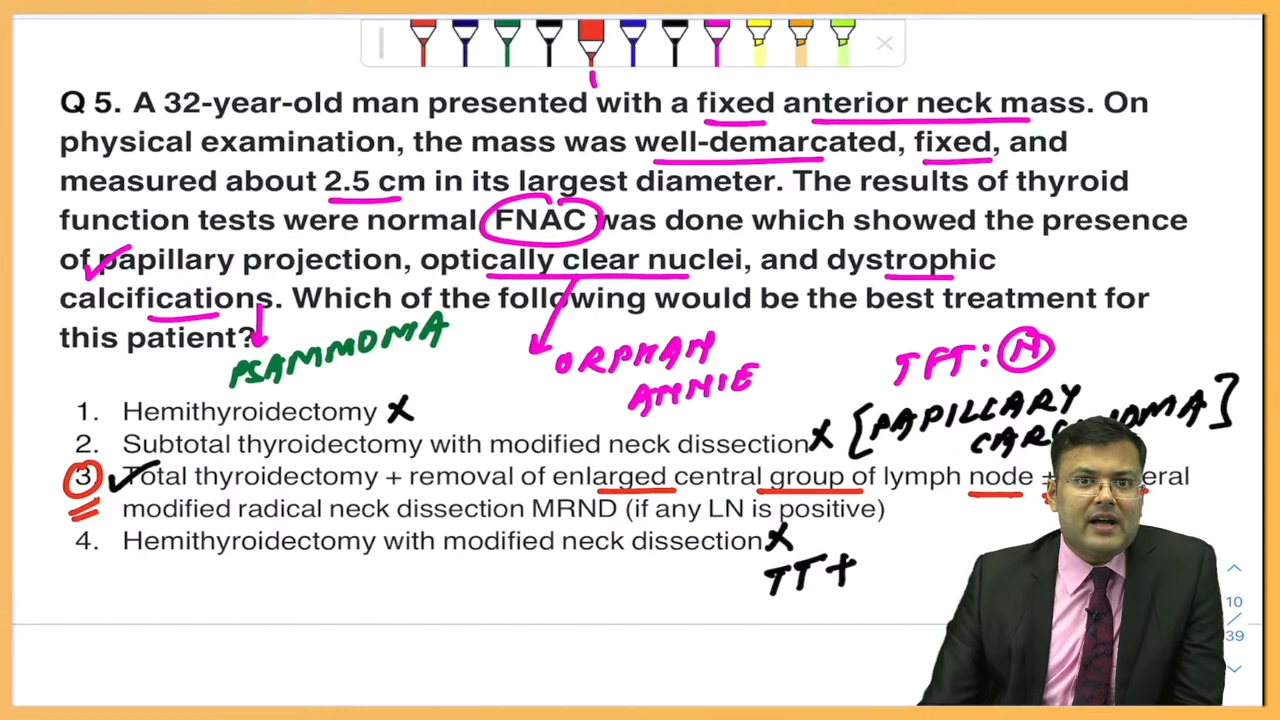 Q 5. A 32-year-old man presented with a fixed anterior neck mass. On
physical examination, the mass was well-demarcated, fixed, and
measured about 2.5 cm in its largest diameter. The results of thyroid
function tests were normal FNAC was done which showed the presence
of papillary projection, optically clear nuclei, and dystrophic
calcifications. Which of the following would be the best treatment for
this patient?
PSAMMOMA
ORPHAN
ANNIE
TFT: N
1. Hemithyroidectomy X
[PAPILLARY
2. Subtotal thyroidectomy with modified neck dissection X
3. Total thyroidectomy + removal of enlarged central group of lymph node
modified radical neck dissection MRND (if any LN is positive)
4. Hemithyroidectomy with modified neck dissection X
TT +
10
/
39